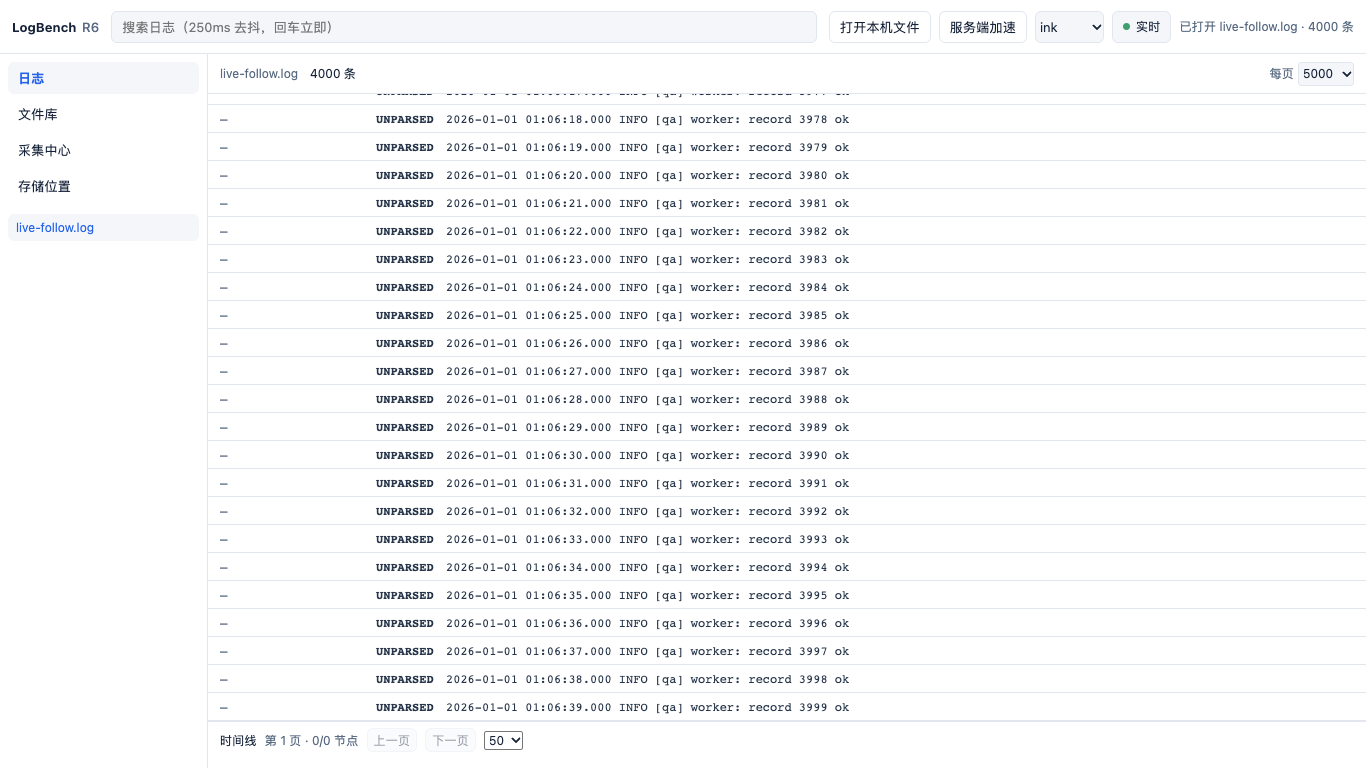 LogBench R6 搜索日志（250ms 去抖，回车立即） 打开本机文件 服务端加速 ink 实时 已打开 live-follow.log · 4000 条
日志
文件库
采集中心
存储位置
live-follow.log
live-follow.log 4000 条 每页 5000
— UNPARSED 2026-01-01 01:06:18.000 INFO [qa] worker: record 3978 ok
— UNPARSED 2026-01-01 01:06:19.000 INFO [qa] worker: record 3979 ok
— UNPARSED 2026-01-01 01:06:20.000 INFO [qa] worker: record 3980 ok
— UNPARSED 2026-01-01 01:06:21.000 INFO [qa] worker: record 3981 ok
— UNPARSED 2026-01-01 01:06:22.000 INFO [qa] worker: record 3982 ok
— UNPARSED 2026-01-01 01:06:23.000 INFO [qa] worker: record 3983 ok
— UNPARSED 2026-01-01 01:06:24.000 INFO [qa] worker: record 3984 ok
— UNPARSED 2026-01-01 01:06:25.000 INFO [qa] worker: record 3985 ok
— UNPARSED 2026-01-01 01:06:26.000 INFO [qa] worker: record 3986 ok
— UNPARSED 2026-01-01 01:06:27.000 INFO [qa] worker: record 3987 ok
— UNPARSED 2026-01-01 01:06:28.000 INFO [qa] worker: record 3988 ok
— UNPARSED 2026-01-01 01:06:29.000 INFO [qa] worker: record 3989 ok
— UNPARSED 2026-01-01 01:06:30.000 INFO [qa] worker: record 3990 ok
— UNPARSED 2026-01-01 01:06:31.000 INFO [qa] worker: record 3991 ok
— UNPARSED 2026-01-01 01:06:32.000 INFO [qa] worker: record 3992 ok
— UNPARSED 2026-01-01 01:06:33.000 INFO [qa] worker: record 3993 ok
— UNPARSED 2026-01-01 01:06:34.000 INFO [qa] worker: record 3994 ok
— UNPARSED 2026-01-01 01:06:35.000 INFO [qa] worker: record 3995 ok
— UNPARSED 2026-01-01 01:06:36.000 INFO [qa] worker: record 3996 ok
— UNPARSED 2026-01-01 01:06:37.000 INFO [qa] worker: record 3997 ok
— UNPARSED 2026-01-01 01:06:38.000 INFO [qa] worker: record 3998 ok
— UNPARSED 2026-01-01 01:06:39.000 INFO [qa] worker: record 3999 ok
时间线 第 1 页 · 0/0 节点 上一页 下一页 50